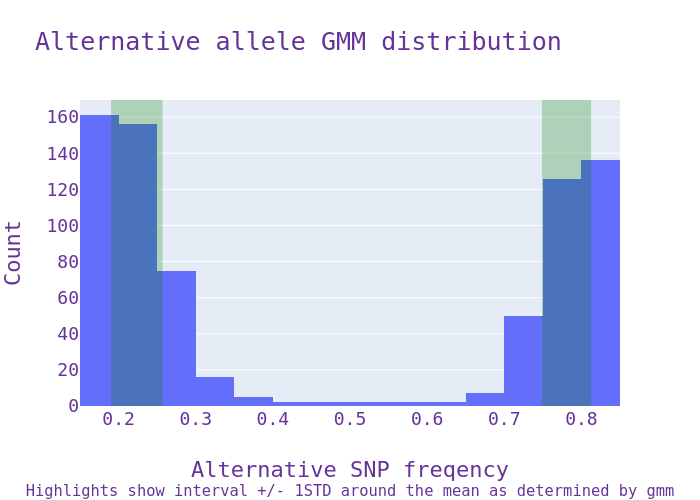 Alternative allele GMM distribution
160
140
120
100
80
60
40
20
0
Count
0.2 0.3 0.4 0.5 0.6 0.7 0.8
Alternative SNP freqency
Highlights show interval +/- 1STD around the mean as determined by gmm